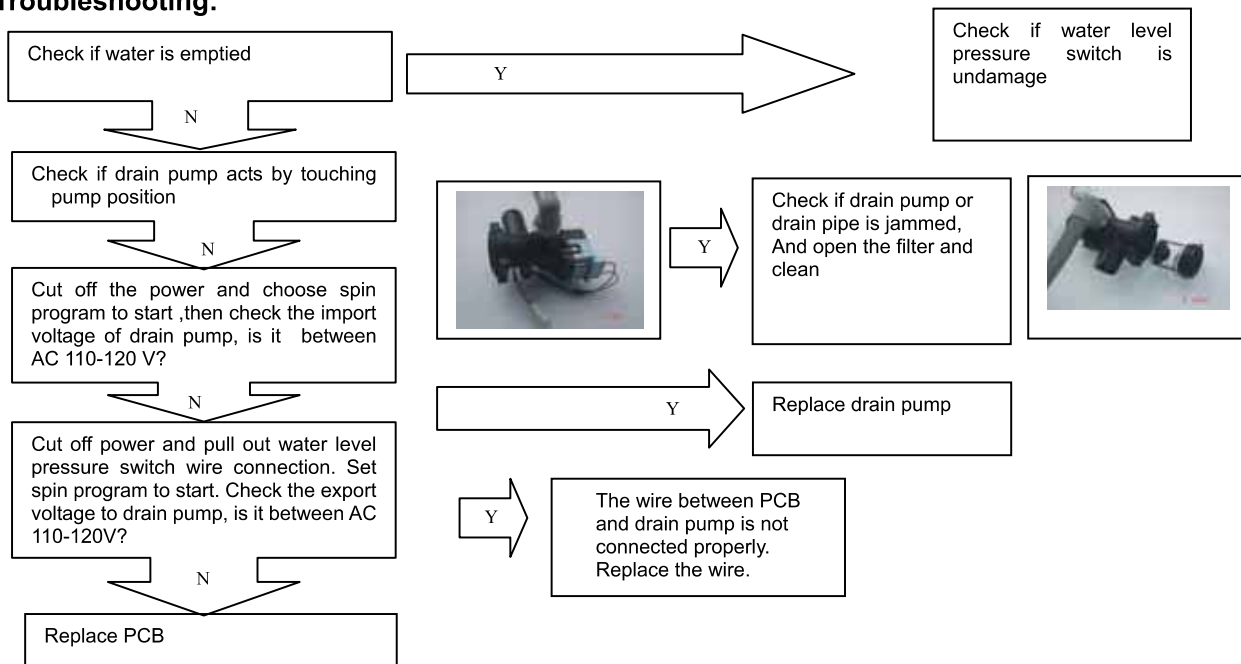 Troubleshooting:
Check if water is emptied
Y
Check if water level
pressure switch is
undamage
N
Check if drain pump acts by touching
pump position
Y
Check if drain pump or
drain pipe is jammed,
And open the filter and
clean
N
Cut off the power and choose spin
program to start ,then check the import
voltage of drain pump, is it between
AC 110-120 V?
Y
Replace drain pump
N
Cut off power and pull out water level
pressure switch wire connection. Set
spin program to start. Check the export
voltage to drain pump, is it between AC
110-120V?
Y
The wire between PCB
and drain pump is not
connected properly.
Replace the wire.
N
Replace PCB